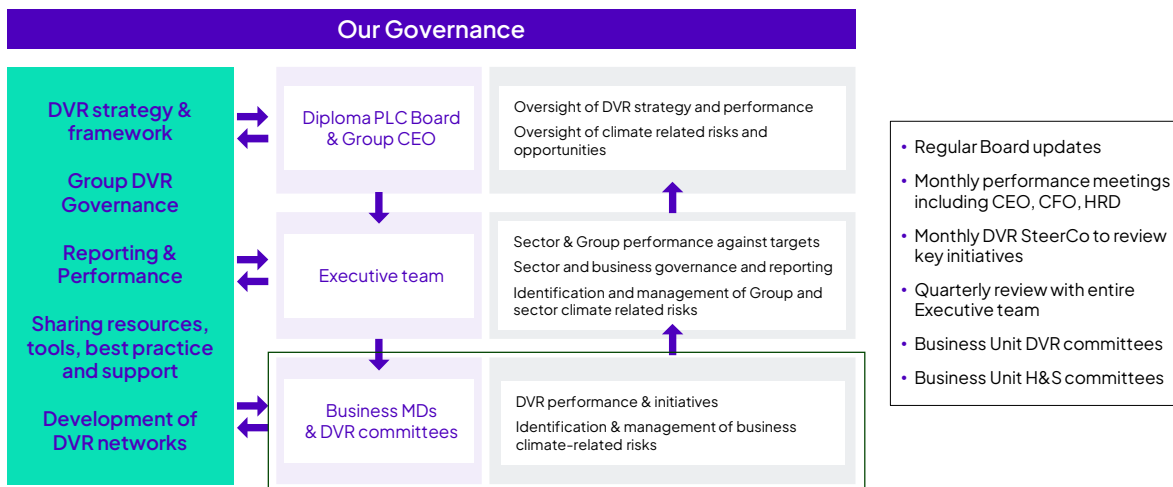 Our Governance
DVR strategy &
framework
Group DVR
Governance
Reporting &
Performance
Sharing resources,
tools, best practice
and support
Development of
DVR networks
Diploma PLC Board
& Group CEO
Oversight of DVR strategy and performance
Oversight of climate related risks and
opportunities
Executive team
Sector & Group performance against targets
Sector and business governance and reporting
Identification and management of Group and
sector climate related risks
Business MDs
& DVR committees
DVR performance & initiatives
Identification & management of business
climate-related risks
• Regular Board updates
• Monthly performance meetings
including CEO, CFO, HRD
• Monthly DVR SteerCo to review
key initiatives
• Quarterly review with entire
Executive team
• Business Unit DVR committees
• Business Unit H&S committees